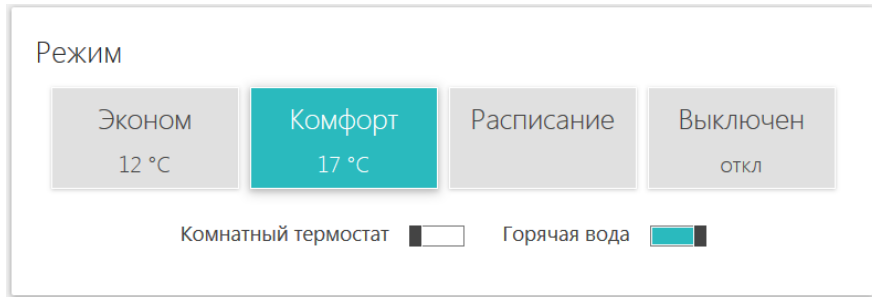 Режим
Эконом Комфорт Расписание Выключен
12 °C 17 °C откл
Комнатный термостат Горячая вода